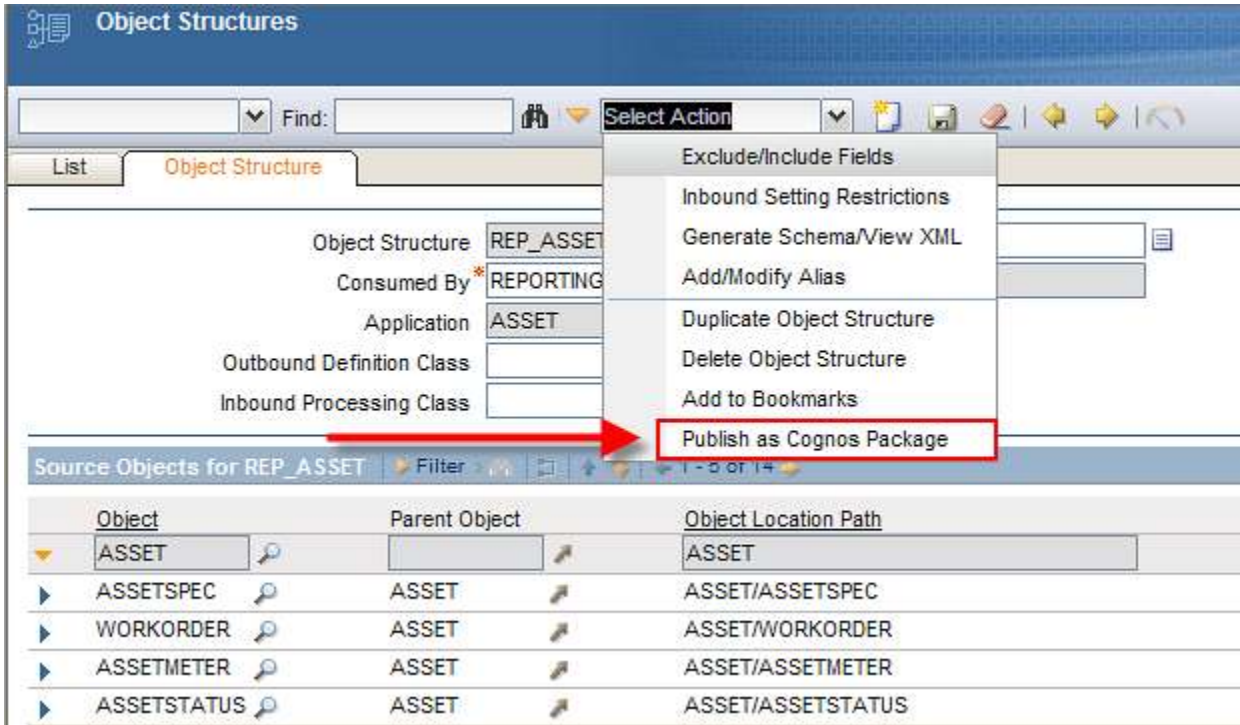 Object Structures
Find:
Select Action
List
Object Structure
Exclude/Include Fields
Inbound Setting Restrictions
Generate Schema/View XML
Add/Modify Alias
Duplicate Object Structure
Delete Object Structure
Add to Bookmarks
Publish as Cognos Package
Object Structure REP_ASSET
Consumed By * REPORTING
Application ASSET
Outbound Definition Class
Inbound Processing Class
Source Objects for REP_ASSET Filter 1 - 5 of 14
Object Parent Object Object Location Path
ASSET ASSET
ASSETSPEC ASSET ASSET/ASSETSPEC
WORKORDER ASSET ASSET/WORKORDER
ASSETMETER ASSET ASSET/ASSETMETER
ASSETSTATUS ASSET ASSET/ASSETSTATUS